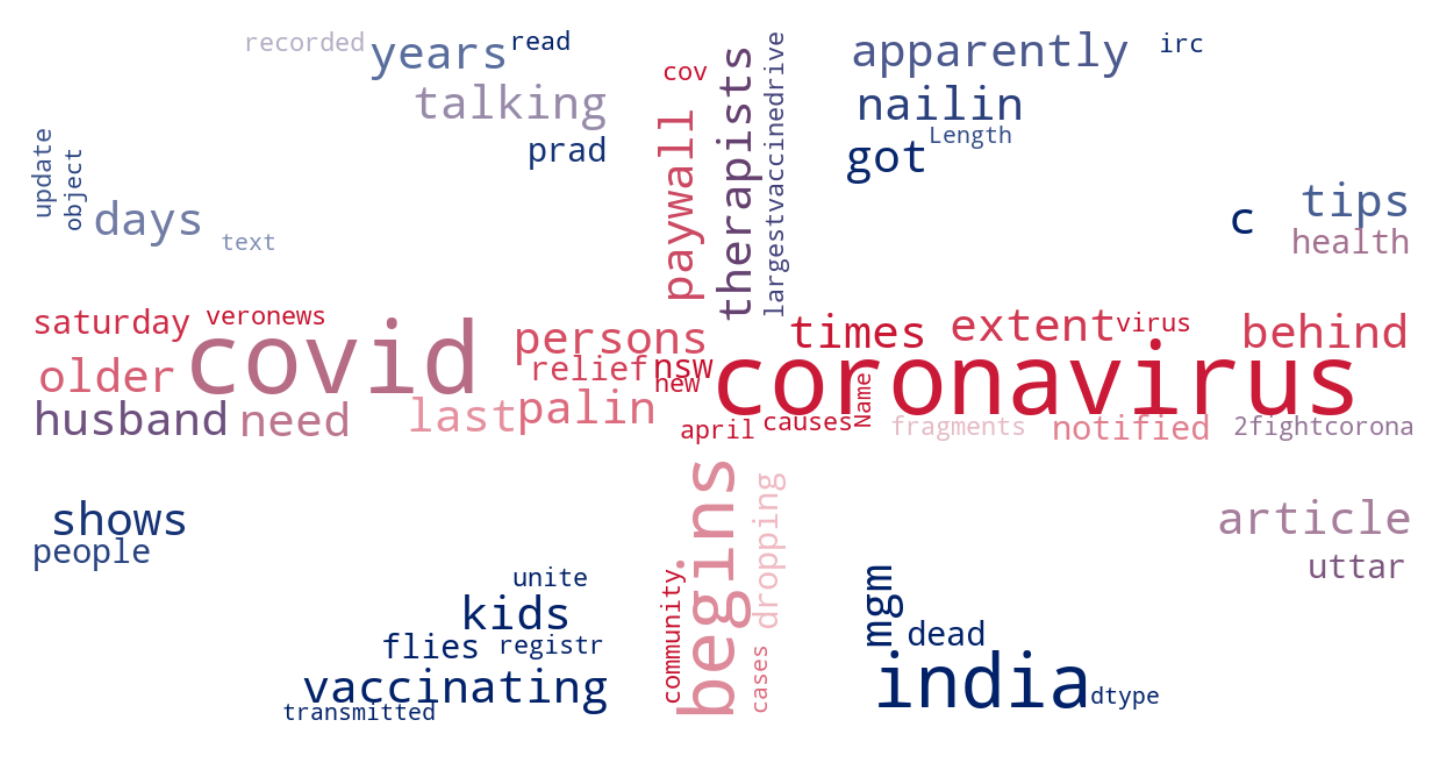 recorded
years
read
talking
prad
update
object
days
text
cov
paywall
therapists
largestvaccinedrive
apparently
irc
nailin
Length
got
c
tips
health
saturday
veronews
covid
older
husband
need
persons
relief
nsw
new
last
palin
times
extent
virus
behind
coronavirus
april
causes
Name
fragments
notified
2fightcorona
shows
people
unite
kids
flies
registr
vaccinating
transmitted
community
begins
dropping
cases
mgm
dead
india
dtype
article
uttar